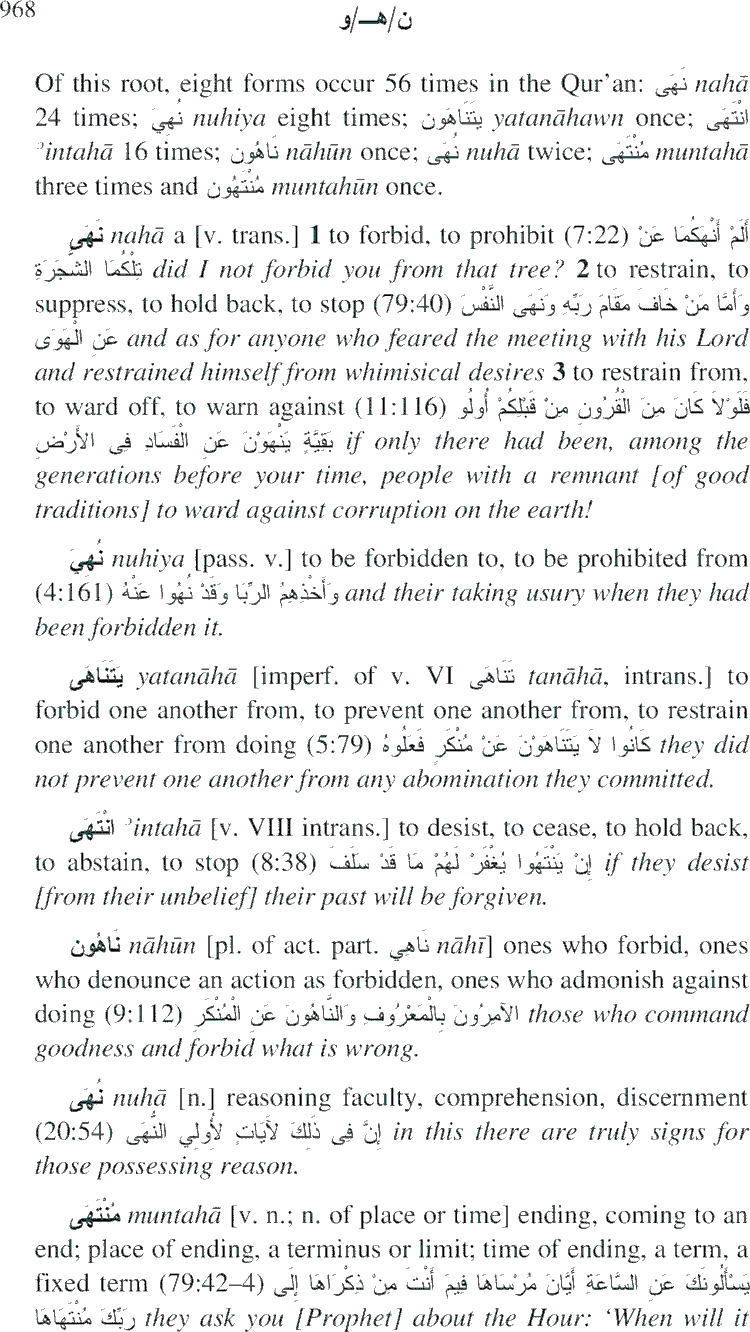 968
ن/هـ/و
Of this root, eight forms occur 56 times in the Qur'an: نَهَى nahā
24 times; نُهِيَ nuhiya eight times; يَتَنَاهَون yatanāhawn once; انْتَهَى
ʾintahā 16 times; نَاهُون nāhūn once; نُهَى nuhā twice; مُنْتَهَى muntahā
three times and مُنْتَهُون muntahūn once.
نَهَى nahā a [v. trans.] 1 to forbid, to prohibit (7:22) أَلَمْ أَنْهَكُمَا عَنْ
تِلْكُمَا الشَّجَرَةِ did I not forbid you from that tree? 2 to restrain, to
suppress, to hold back, to stop (79:40) وَأَمَّا مَنْ خَافَ مَقَامَ رَبِّهِ وَنَهَى النَّفْسَ
عَنِ الْهَوَى and as for anyone who feared the meeting with his Lord
and restrained himself from whimisical desires 3 to restrain from,
to ward off, to warn against (11:116) فَلَوْلاَ كَانَ مِنَ الْقُرُونِ مِنْ قَبْلِكُمْ أُولُو
بَقِيَّةٍ يَنْهَوْنَ عَنِ الْفَسَادِ فِى الأَرْضِ if only there had been, among the
generations before your time, people with a remnant [of good
traditions] to ward against corruption on the earth!
نُهِيَ nuhiya [pass. v.] to be forbidden to, to be prohibited from
(4:161) وَأَخْذِهِمُ الرِّبَا وَقَدْ نُهُوا عَنْهُ and their taking usury when they had
been forbidden it.
يَتَنَاهَى yatanāhā [imperf. of v. VI تَنَاهَى tanāhā, intrans.] to
forbid one another from, to prevent one another from, to restrain
one another from doing (5:79) كَانُوا لاَ يَتَنَاهَوْنَ عَنْ مُنْكَرٍ فَعَلُوهُ they did
not prevent one another from any abomination they committed.
انْتَهَى ʾintahā [v. VIII intrans.] to desist, to cease, to hold back,
to abstain, to stop (8:38) إِنْ يَنْتَهُوا يُغْفَرْ لَهُمْ مَا قَدْ سَلَفَ if they desist
[from their unbelief] their past will be forgiven.
نَاهُون nāhūn [pl. of act. part. نَاهِي nāhī] ones who forbid, ones
who denounce an action as forbidden, ones who admonish against
doing (9:112) الآمِرُونَ بِالْمَعْرُوفِ وَالنَّاهُونَ عَنِ الْمُنْكَرِ those who command
goodness and forbid what is wrong.
نُهَى nuhā [n.] reasoning faculty, comprehension, discernment
(20:54) إِنَّ فِى ذَلِكَ لآيَاتٍ لأُولِي النُّهَى in this there are truly signs for
those possessing reason.
مُنْتَهَى muntahā [v. n.; n. of place or time] ending, coming to an
end; place of ending, a terminus or limit; time of ending, a term, a
fixed term (79:42–4) يَسْأَلُونَكَ عَنِ السَّاعَةِ أَيَّانَ مُرْسَاهَا فِيمَ أَنْتَ مِنْ ذِكْرَاهَا إِلَى
رَبِّكَ مُنْتَهَاهَا they ask you [Prophet] about the Hour: ‘When will it